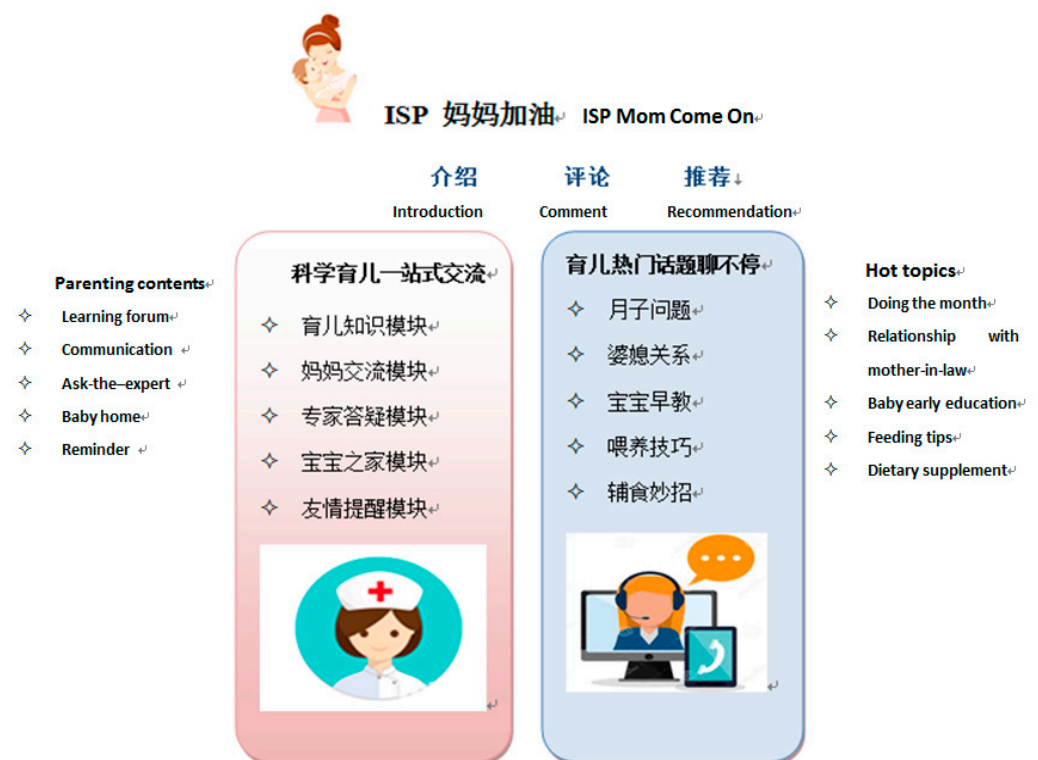 ISP 妈妈加油 ISP Mom Come On
介绍 评论 推荐
Introduction Comment Recommendation
Parenting contents
Learning forum
Communication
Ask-the–expert
Baby home
Reminder
科学育儿一站式交流
育儿知识模块
妈妈交流模块
专家答疑模块
宝宝之家模块
友情提醒模块
育儿热门话题聊不停
月子问题
婆媳关系
宝宝早教
喂养技巧
辅食妙招
Hot topics
Doing the month
Relationship with
mother-in-law
Baby early education
Feeding tips
Dietary supplement